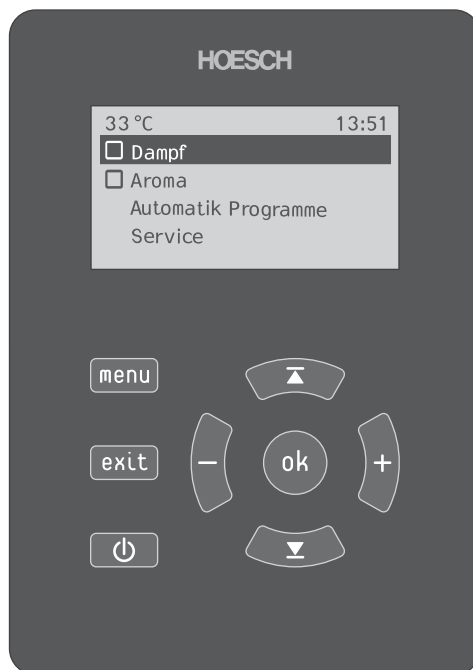 HOESCH
33 °C 13:51
Dampf
Aroma
Automatik Programme
Service
menu
exit
ok